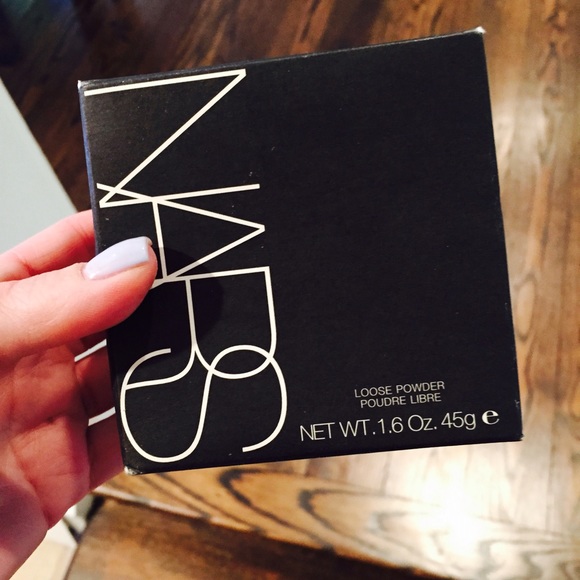 NARS
LOOSE POWDER
POUDRE LIBRE
NET WT.1.6 Oz. 45g ℮